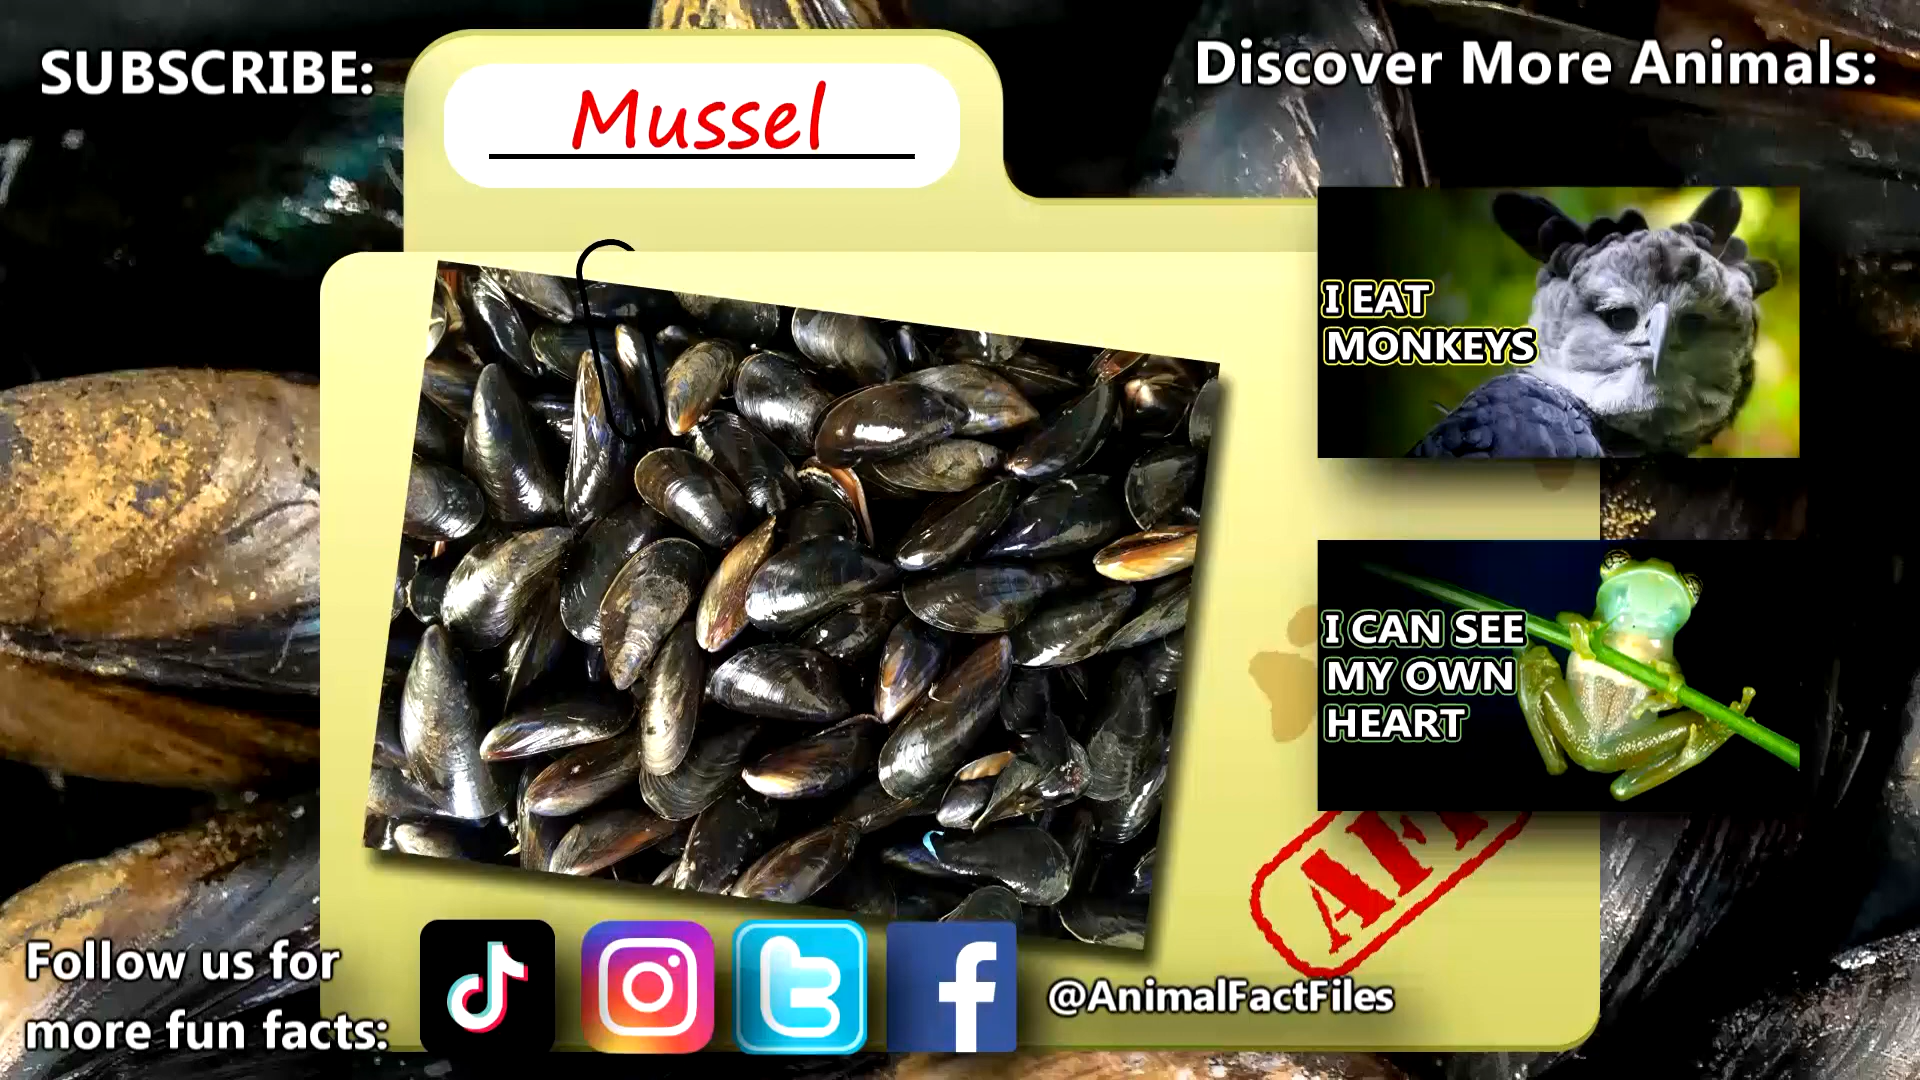 SUBSCRIBE:
Mussel
Discover More Animals:
I EAT
MONKEYS
I CAN SEE
MY OWN
HEART
Follow us for
more fun facts:
@AnimalFactFiles